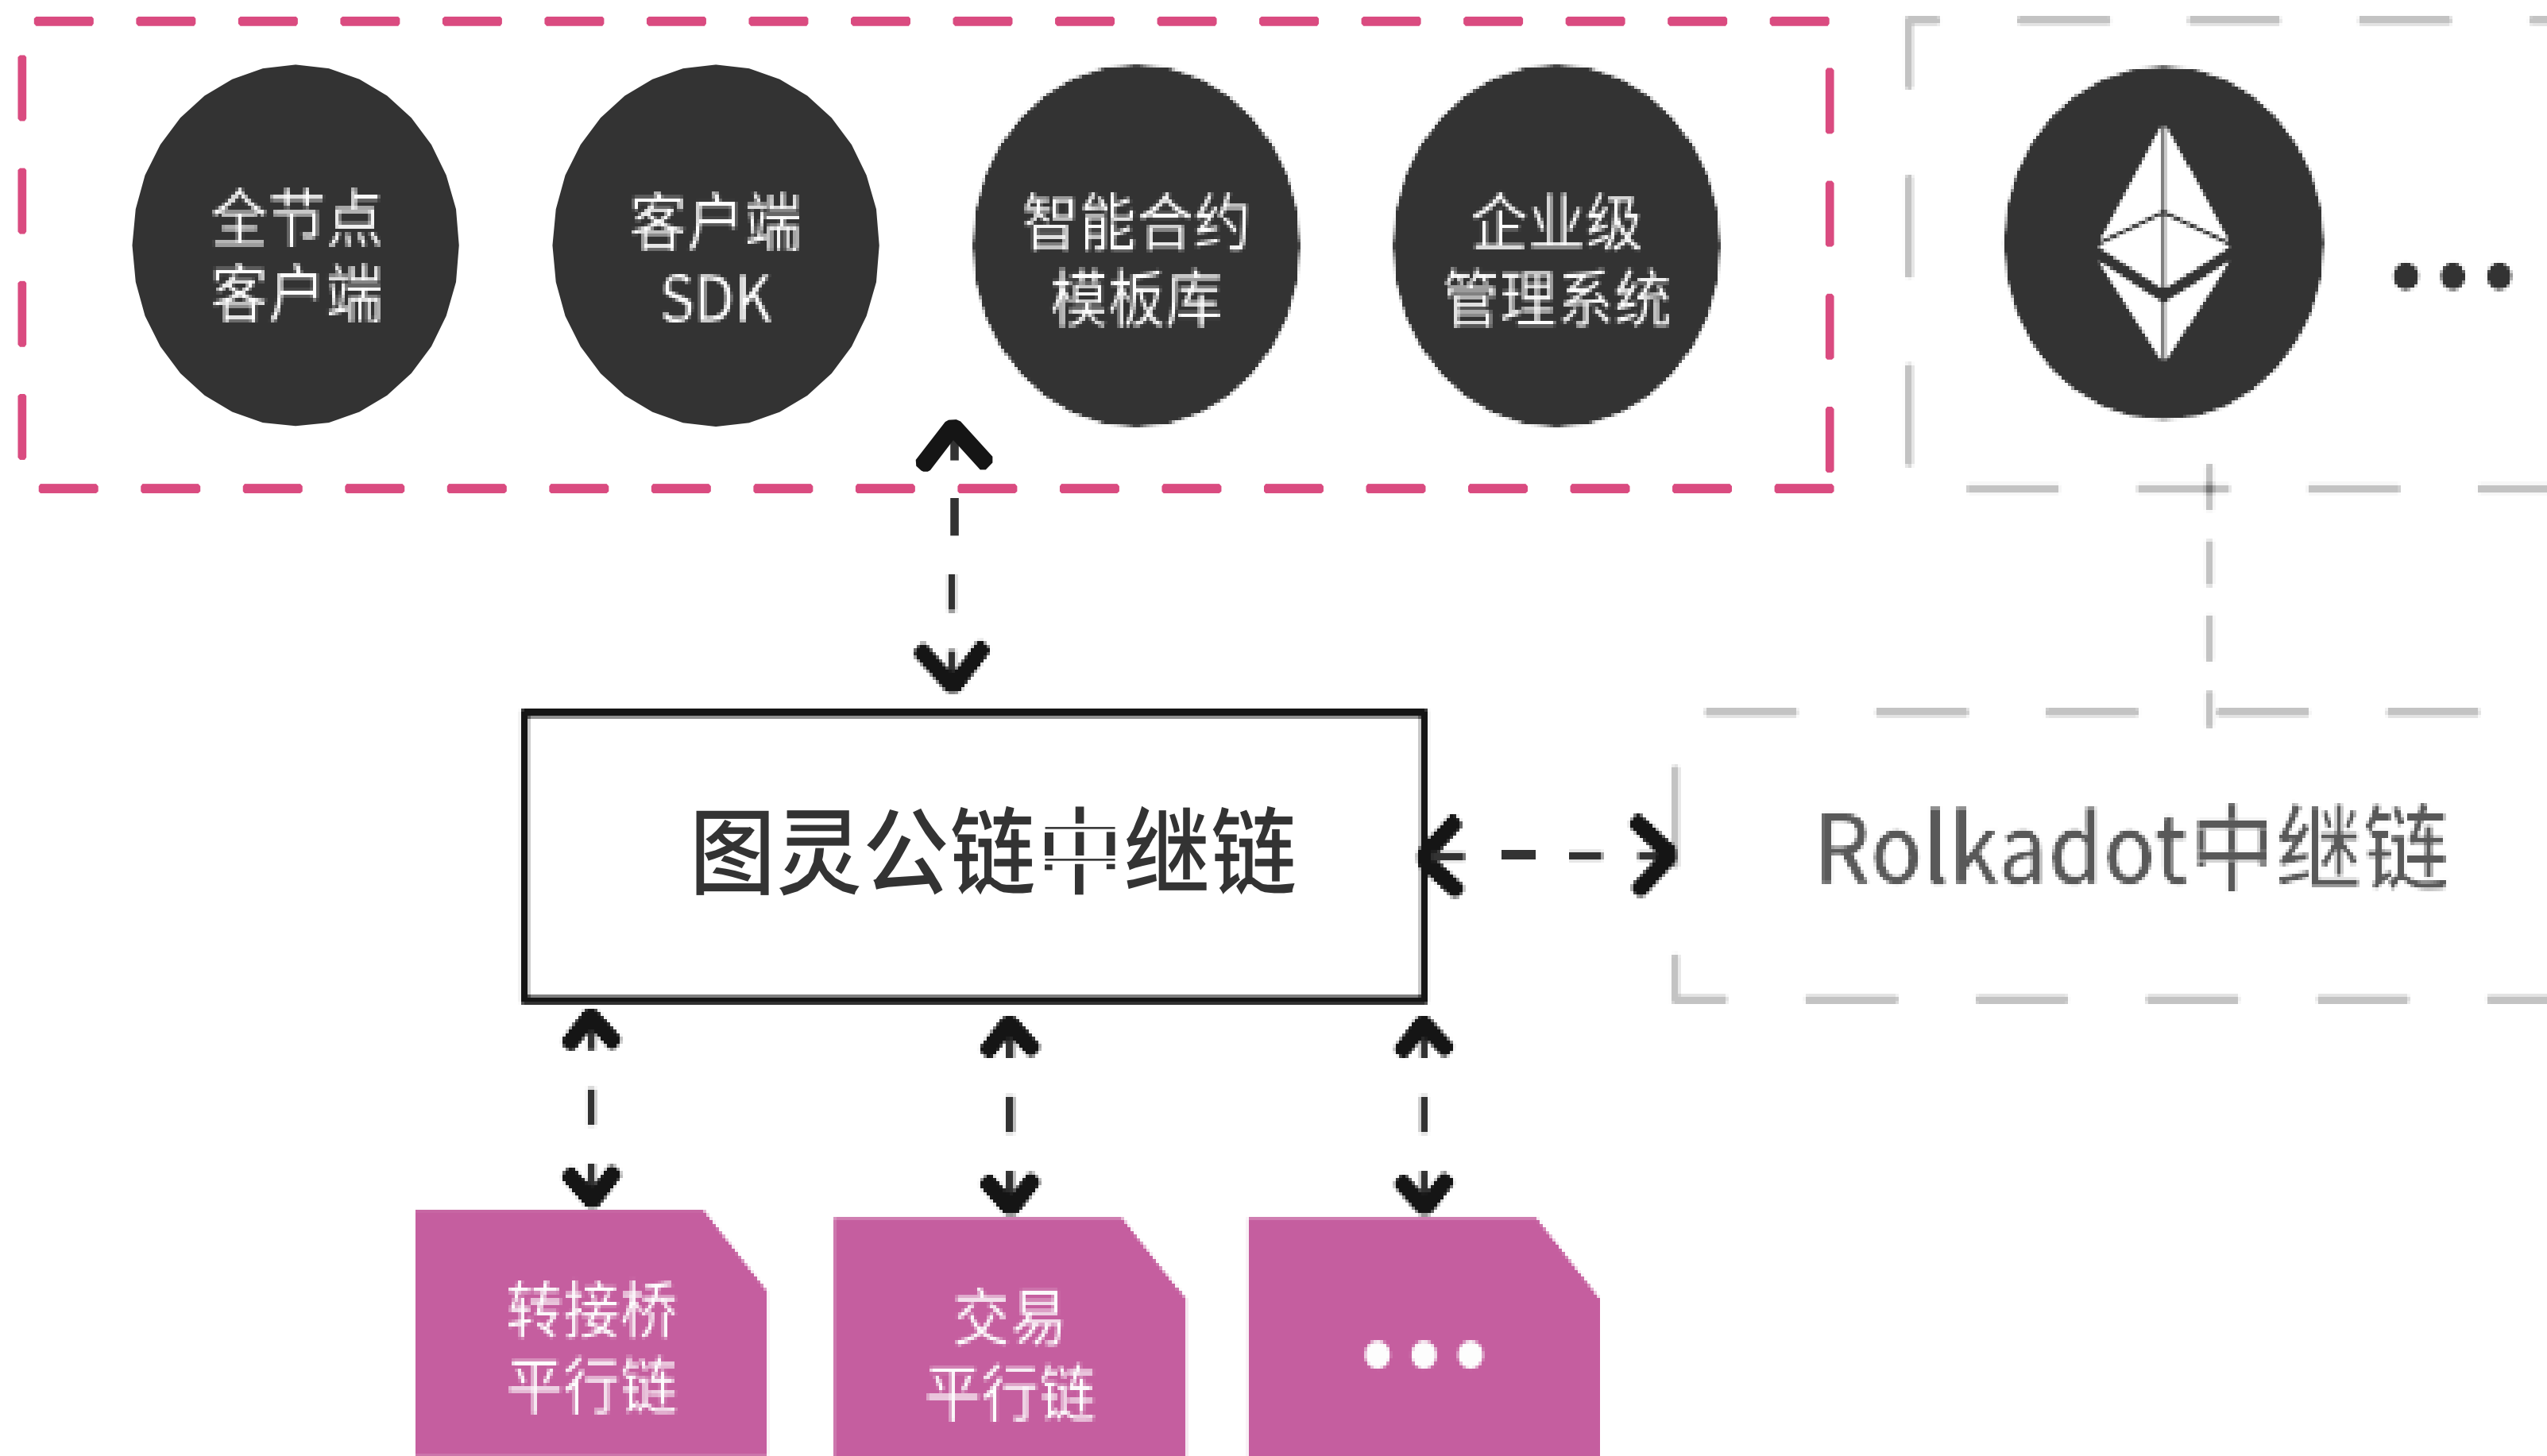 全节点
客户端
客户端
SDK
智能合约
模板库
企业级
管理系统
图灵公链中继链
Rolkadot中继链
转接桥
平行链
交易
平行链